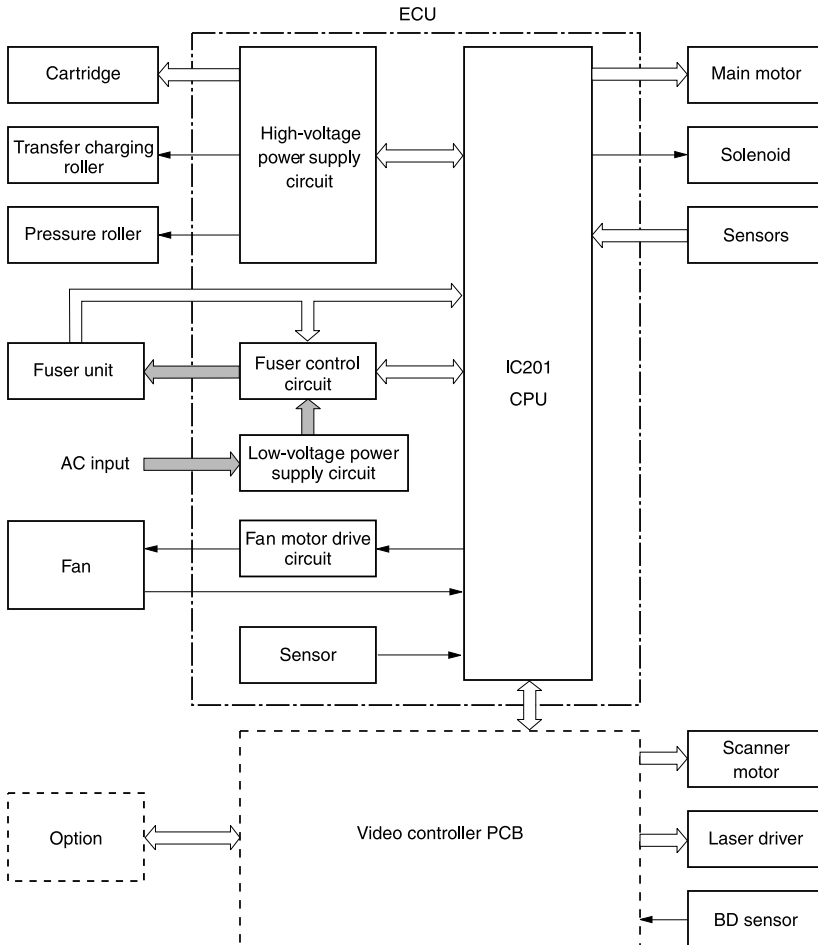 ECU
Cartridge
High-voltage
power supply
circuit
Main motor
Transfer charging
roller
Solenoid
Pressure roller
Sensors
Fuser unit
Fuser control
circuit
IC201
CPU
AC input
Low-voltage power
supply circuit
Fan
Fan motor drive
circuit
Sensor
Scanner
motor
Option
Video controller PCB
Laser driver
BD sensor